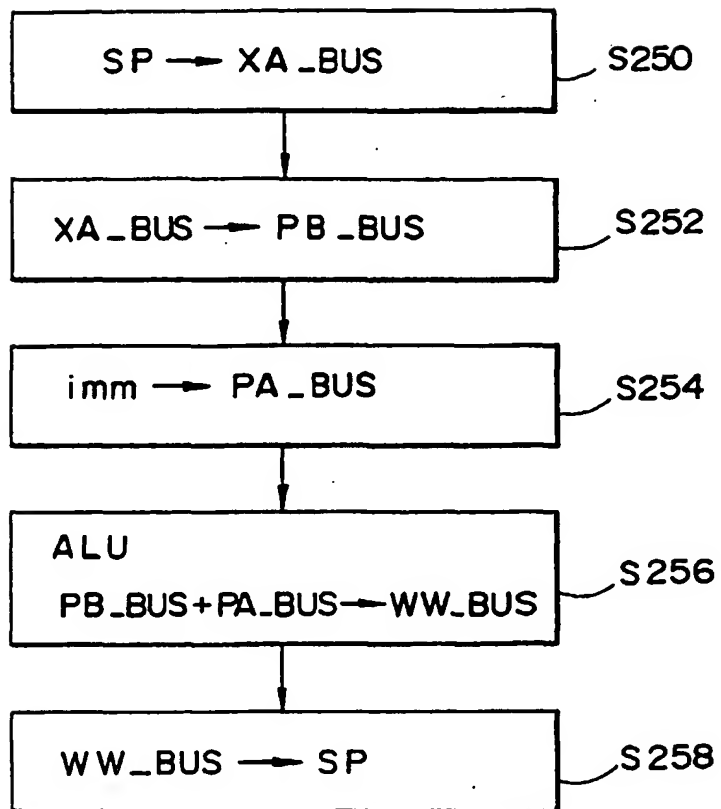 SP → XA_BUS
S250
XA_BUS → PB_BUS
S252
imm → PA_BUS
S254
ALU
PB_BUS+PA_BUS→WW_BUS
S256
WW_BUS → SP
S258